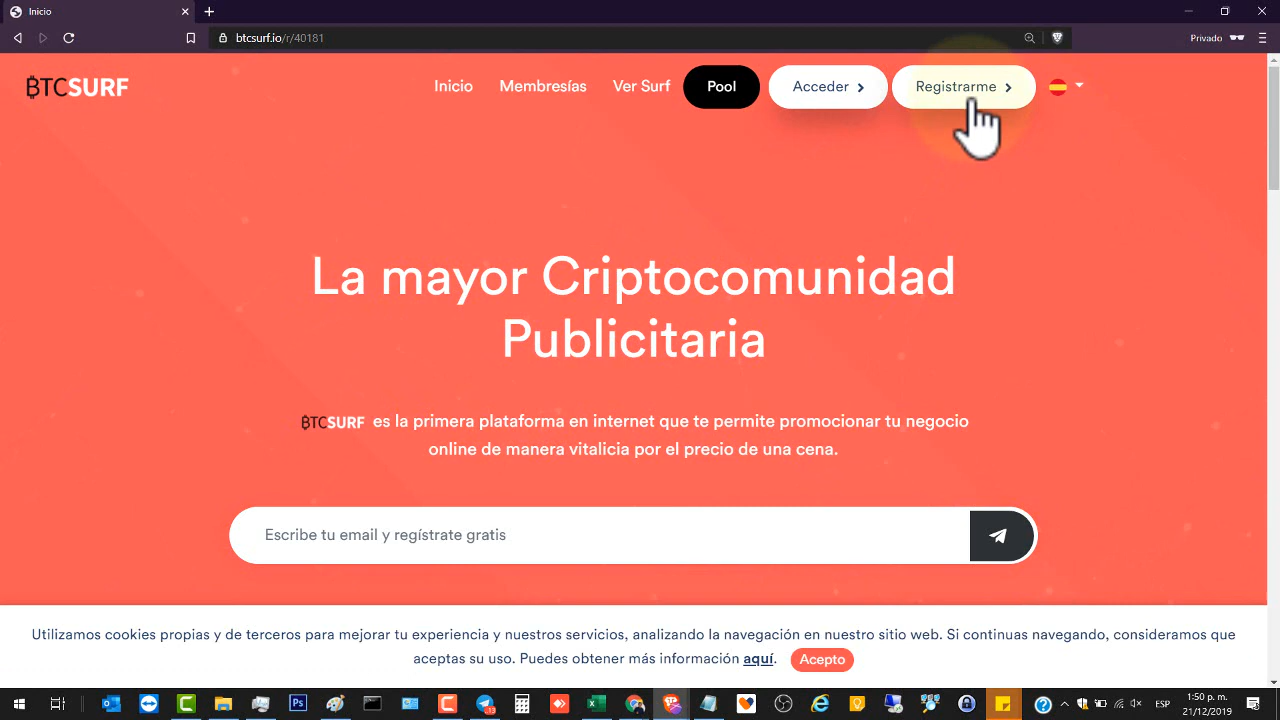 Inicio
btcsurf.io/r/40181
Privado
BTCSURF
Inicio
Membresías
Ver Surf
Pool
Acceder
Registrarme
La mayor Criptocomunidad
Publicitaria
BTCSURF es la primera plataforma en internet que te permite promocionar tu negocio
online de manera vitalicia por el precio de una cena.
Escribe tu email y regístrate gratis
Utilizamos cookies propias y de terceros para mejorar tu experiencia y nuestros servicios, analizando la navegación en nuestro sitio web. Si continuas navegando, consideramos que
aceptas su uso. Puedes obtener más información aquí. Acepto
ESP
1:50 p. m.
21/12/2019